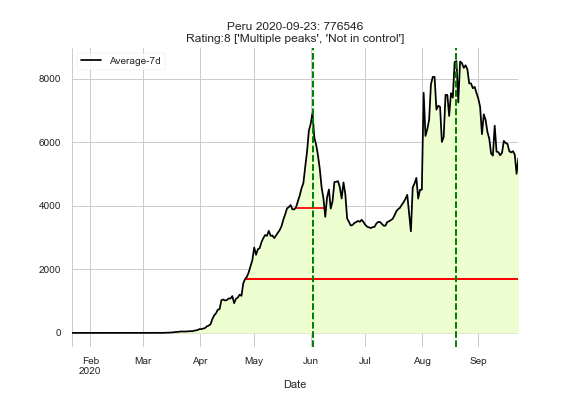 Peru 2020-09-23: 776546
Rating:8 ['Multiple peaks', 'Not in control']
Average-7d
8000
6000
4000
2000
0
Feb Mar Apr May Jun Jul Aug Sep
2020
Date